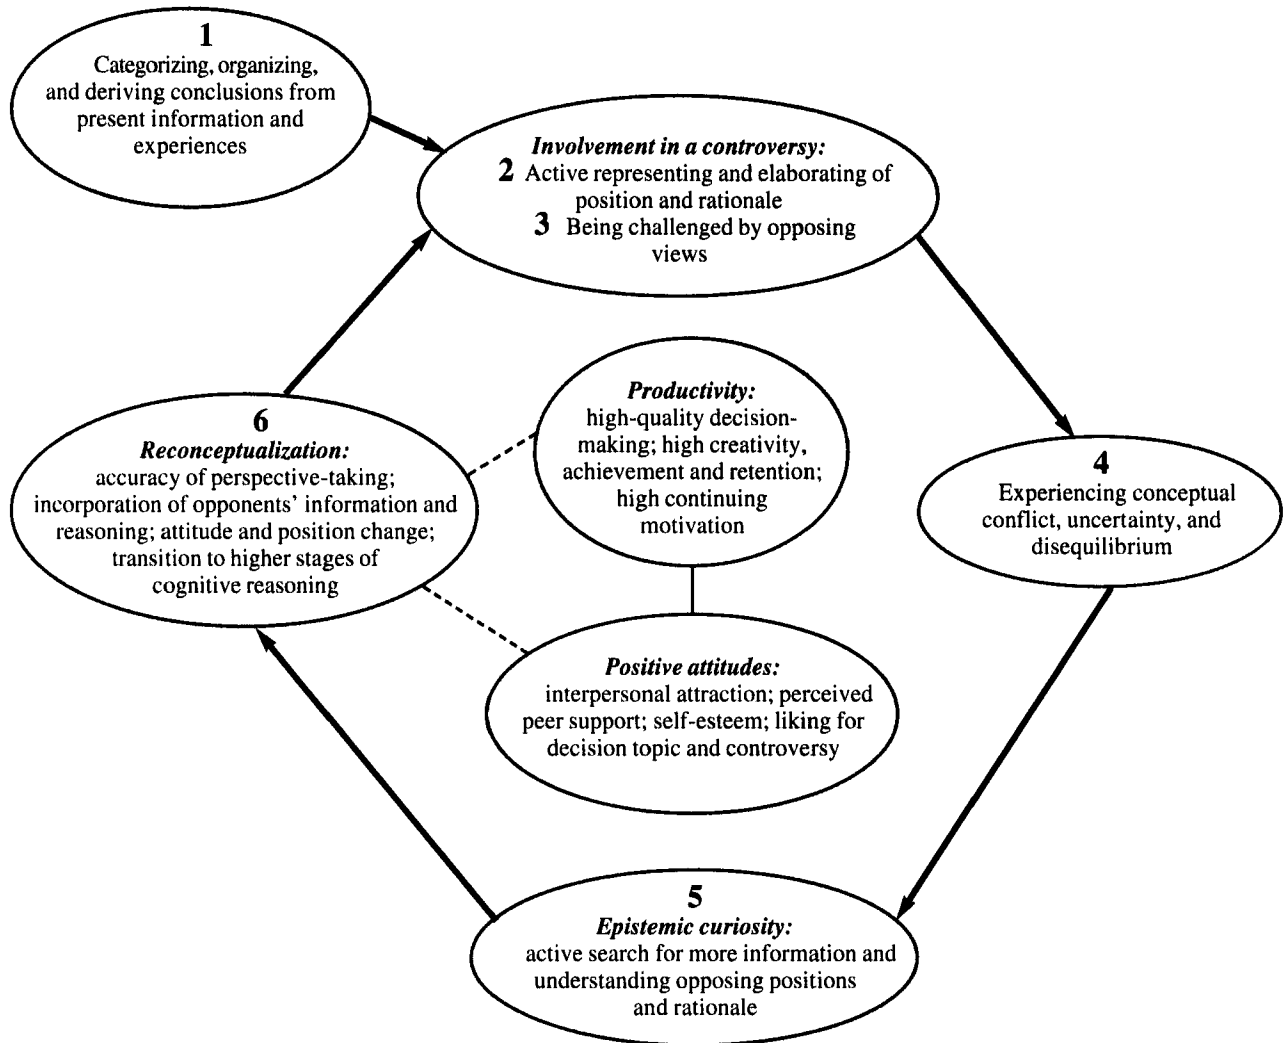 1
Categorizing, organizing,
and deriving conclusions from
present information and
experiences
Involvement in a controversy:
2 Active representing and elaborating of
position and rationale
3 Being challenged by opposing
views
Productivity:
high-quality decision-
making; high creativity,
achievement and retention;
high continuing
motivation
6
Reconceptualization:
accuracy of perspective-taking;
incorporation of opponents' information and
reasoning; attitude and position change;
transition to higher stages of
cognitive reasoning
4
Experiencing conceptual
conflict, uncertainty, and
disequilibrium
Positive attitudes:
interpersonal attraction; perceived
peer support; self-esteem; liking for
decision topic and controversy
5
Epistemic curiosity:
active search for more information and
understanding opposing positions
and rationale